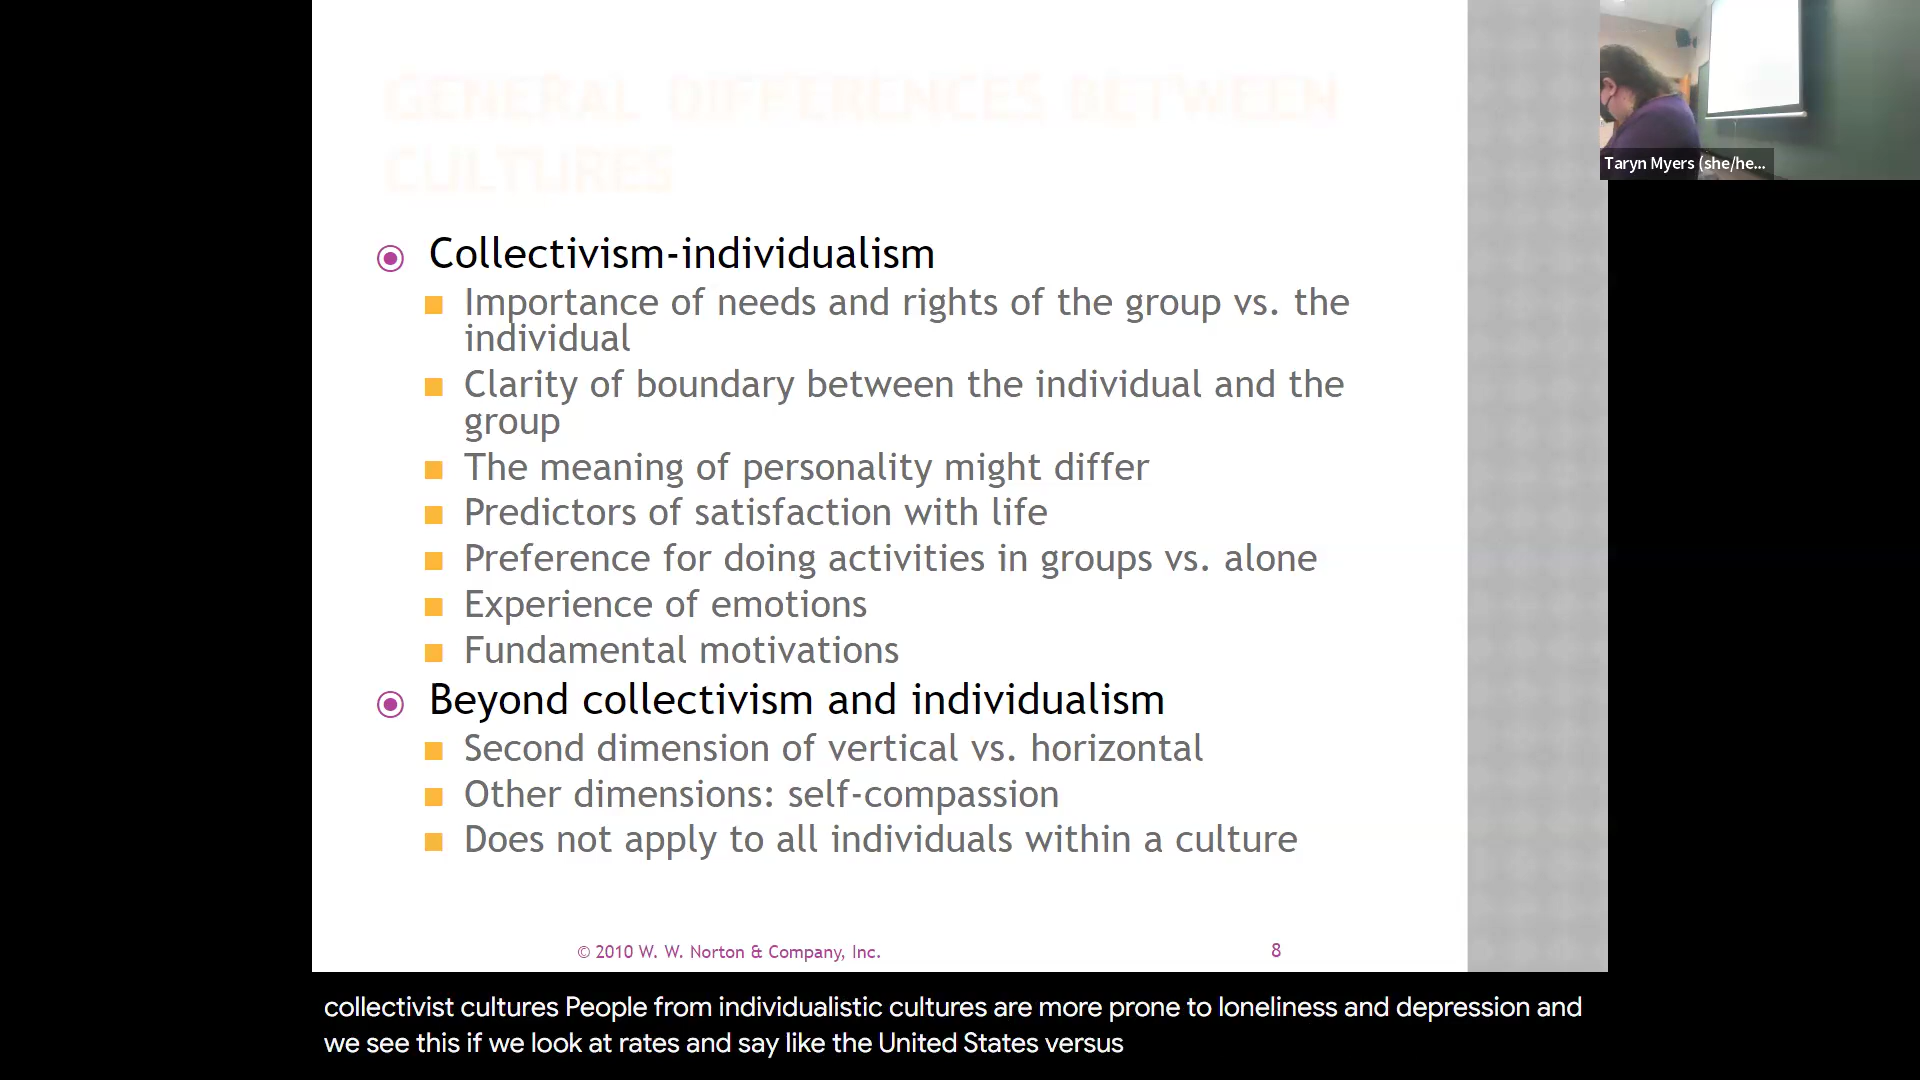 GENERAL DIFFERENCES BETWEEN
CULTURES
Taryn Myers (she/he...
Collectivism-individualism
Importance of needs and rights of the group vs. the
individual
Clarity of boundary between the individual and the
group
The meaning of personality might differ
Predictors of satisfaction with life
Preference for doing activities in groups vs. alone
Experience of emotions
Fundamental motivations
Beyond collectivism and individualism
Second dimension of vertical vs. horizontal
Other dimensions: self-compassion
Does not apply to all individuals within a culture
© 2010 W. W. Norton & Company, Inc.
8
collectivist cultures People from individualistic cultures are more prone to loneliness and depression and
we see this if we look at rates and say like the United States versus